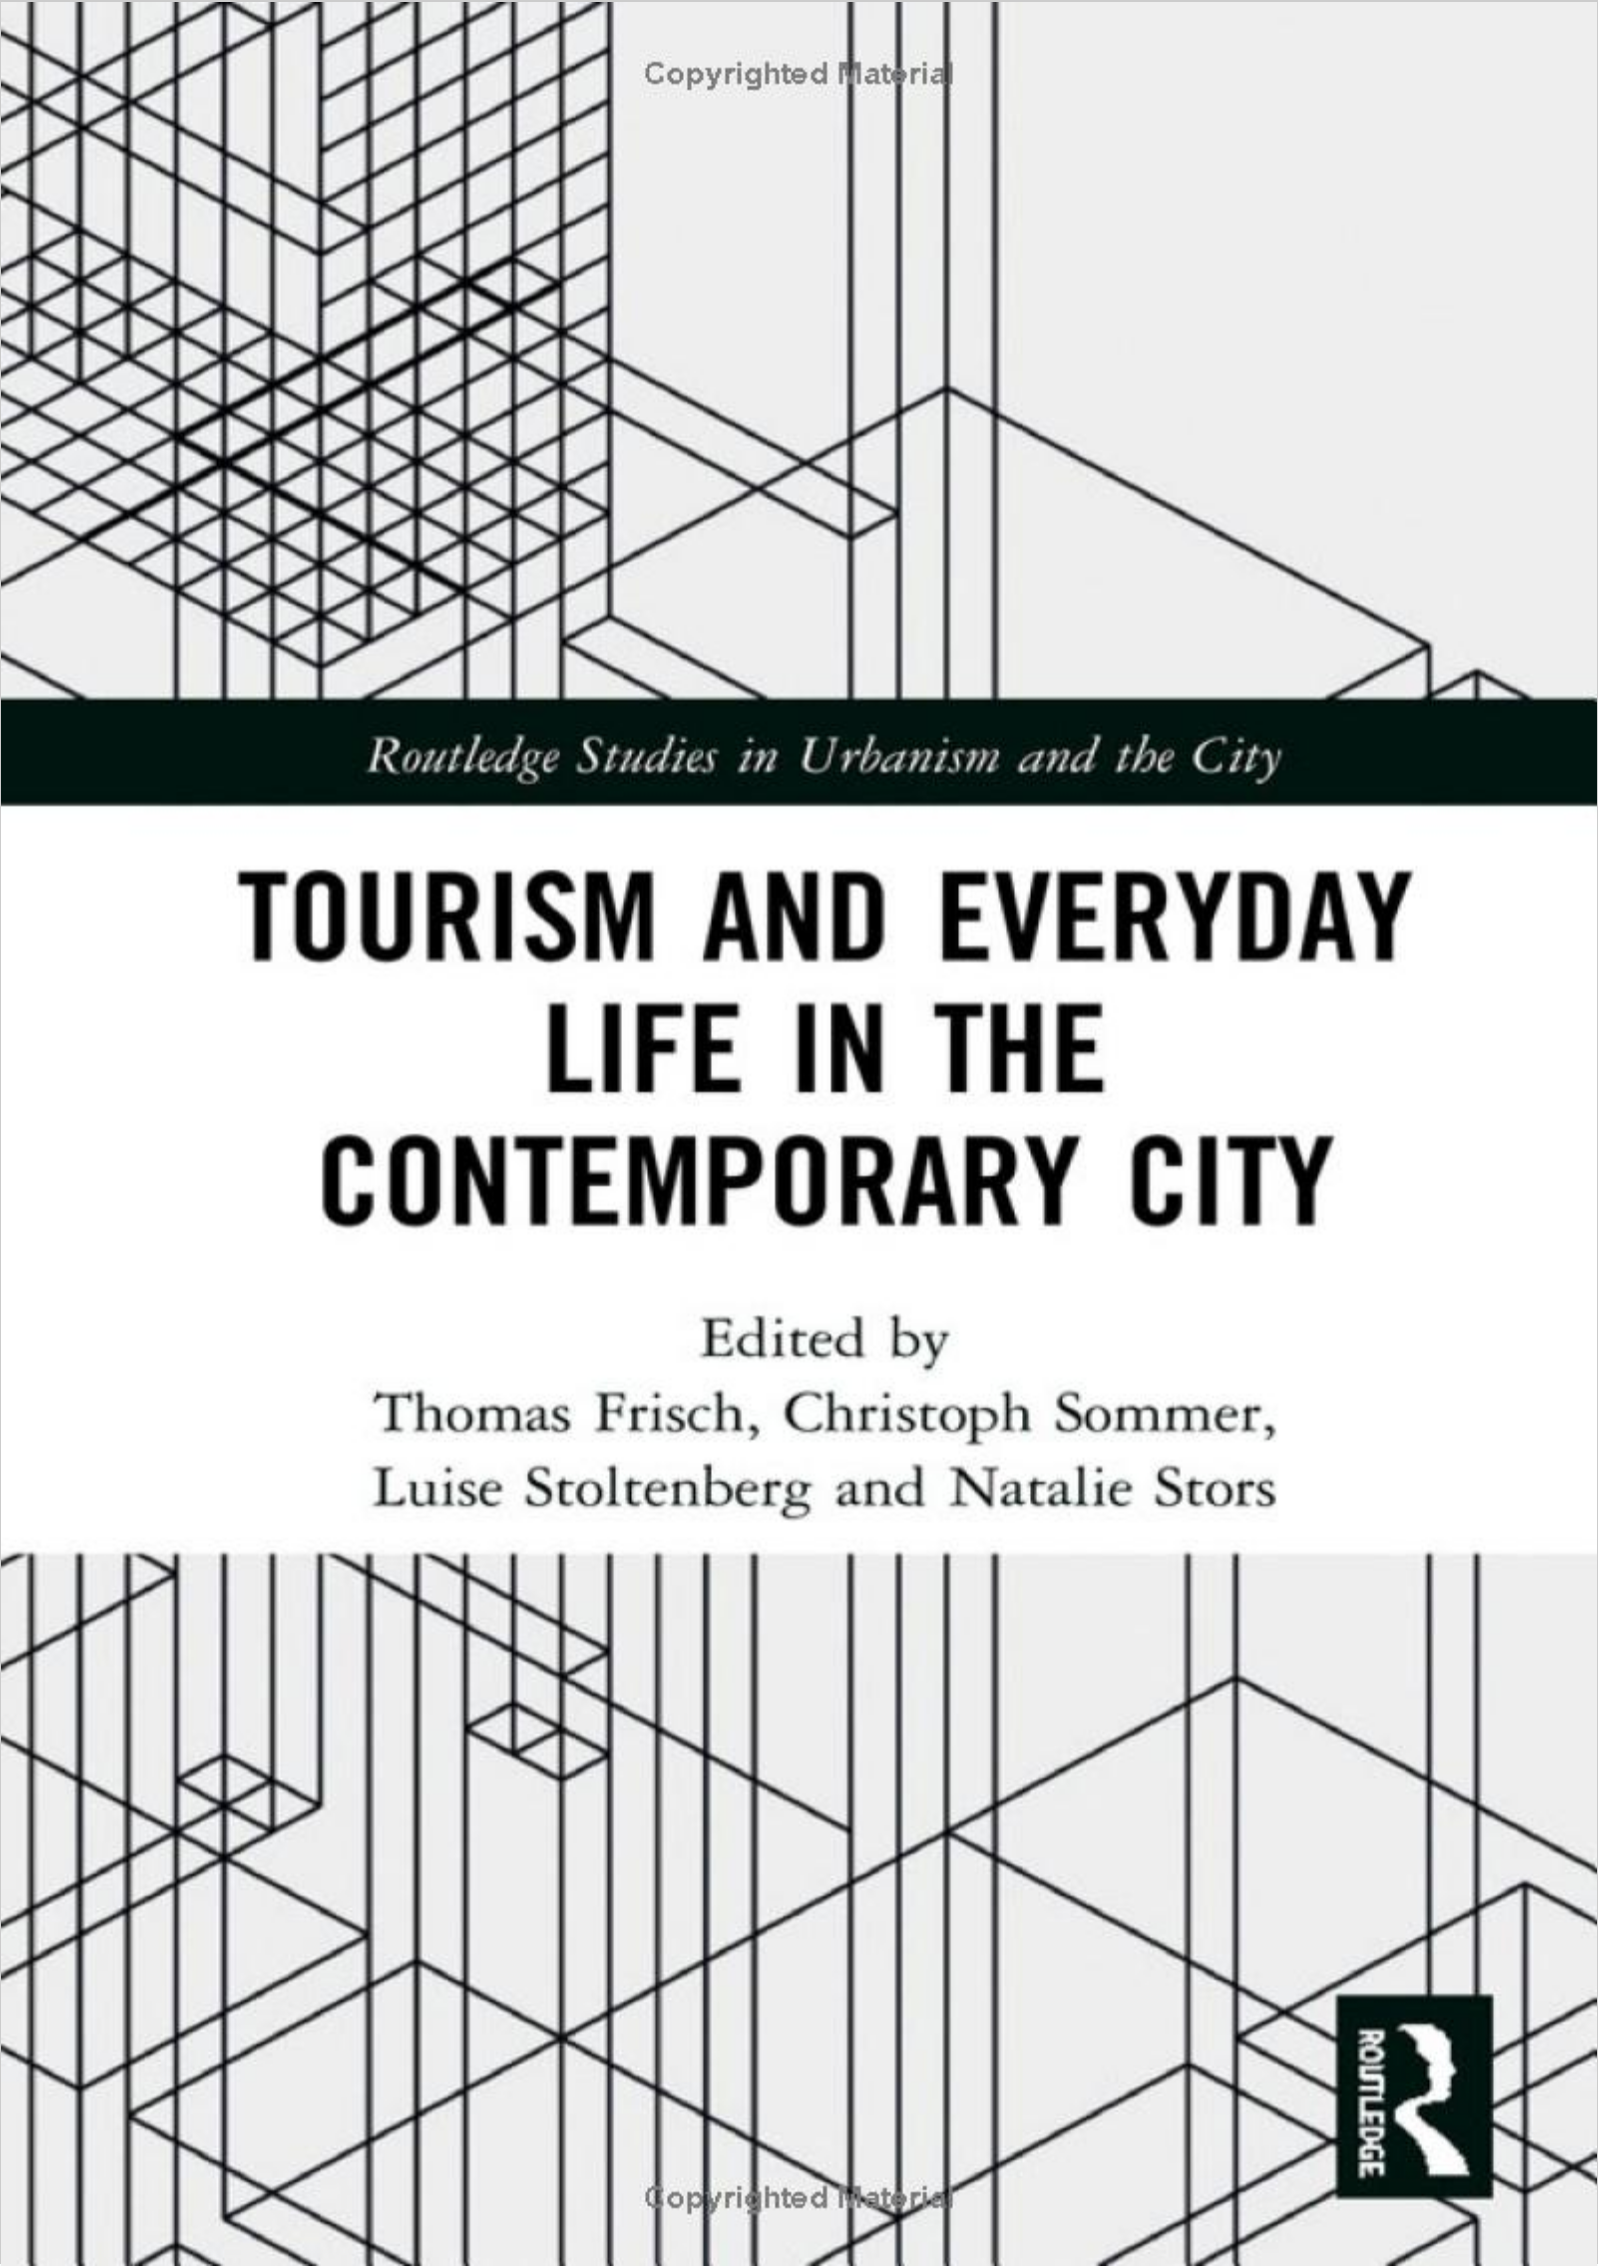 Copyrighted Material
Routledge Studies in Urbanism and the City
TOURISM AND EVERYDAY
LIFE IN THE
CONTEMPORARY CITY
Edited by
Thomas Frisch, Christoph Sommer,
Luise Stoltenberg and Natalie Stors
ROUTLEDGE
Copyrighted Material